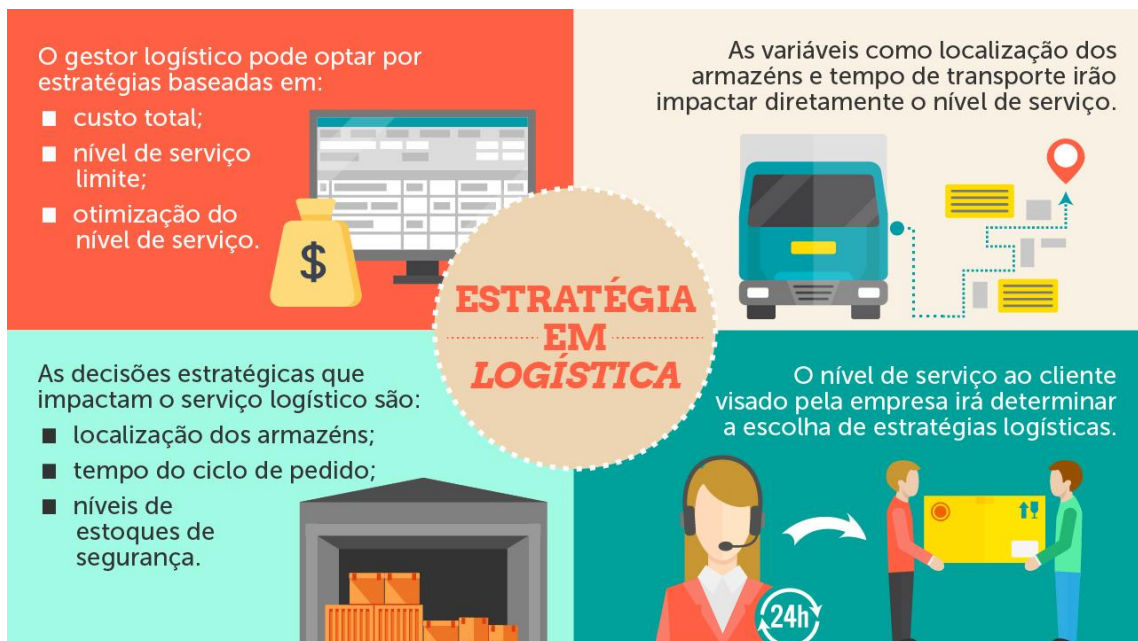 O gestor logístico pode optar por
estratégias baseadas em:
■ custo total;
■ nível de serviço
limite;
■ otimização do
nível de serviço.
$
As variáveis como localização dos
armazéns e tempo de transporte irão
impactar diretamente o nível de serviço.
ESTRATÉGIA
EM
LOGÍSTICA
As decisões estratégicas que
impactam o serviço logístico são:
■ localização dos armazéns;
■ tempo do ciclo de pedido;
■ níveis de
estoques de
segurança.
O nível de serviço ao cliente
visado pela empresa irá determinar
a escolha de estratégias logísticas.
24h